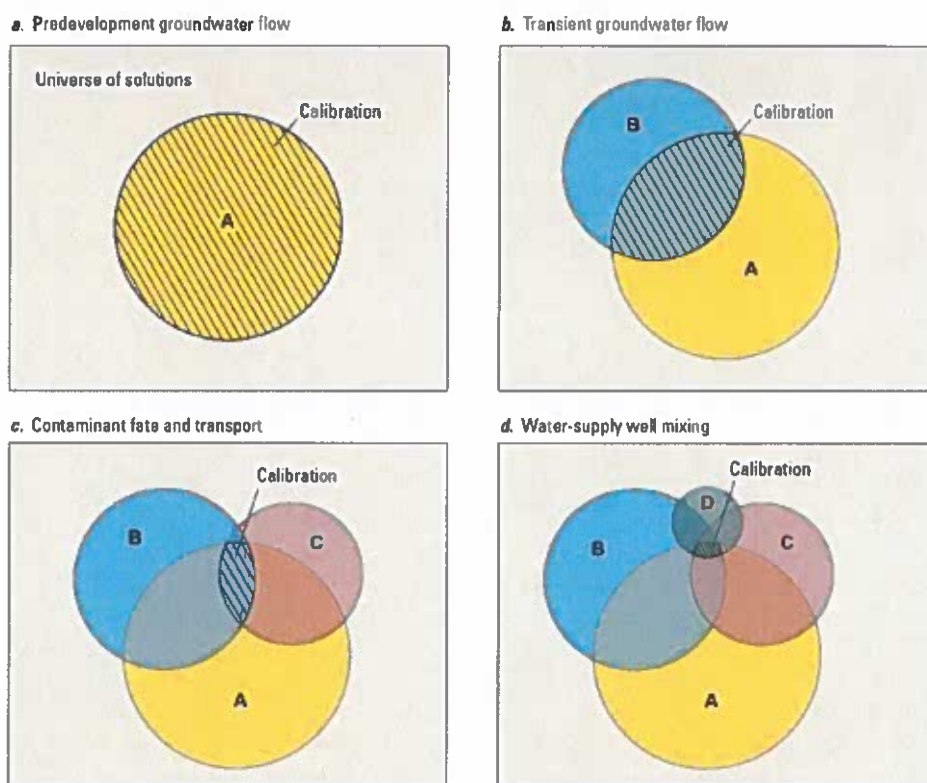 a. Predevelopment groundwater flow
Universe of solutions
Calibration
A
b. Transient groundwater flow
Calibration
B
A
c. Contaminant fate and transport
Calibration
B
C
A
d. Water-supply well mixing
Calibration
D
B
C
A